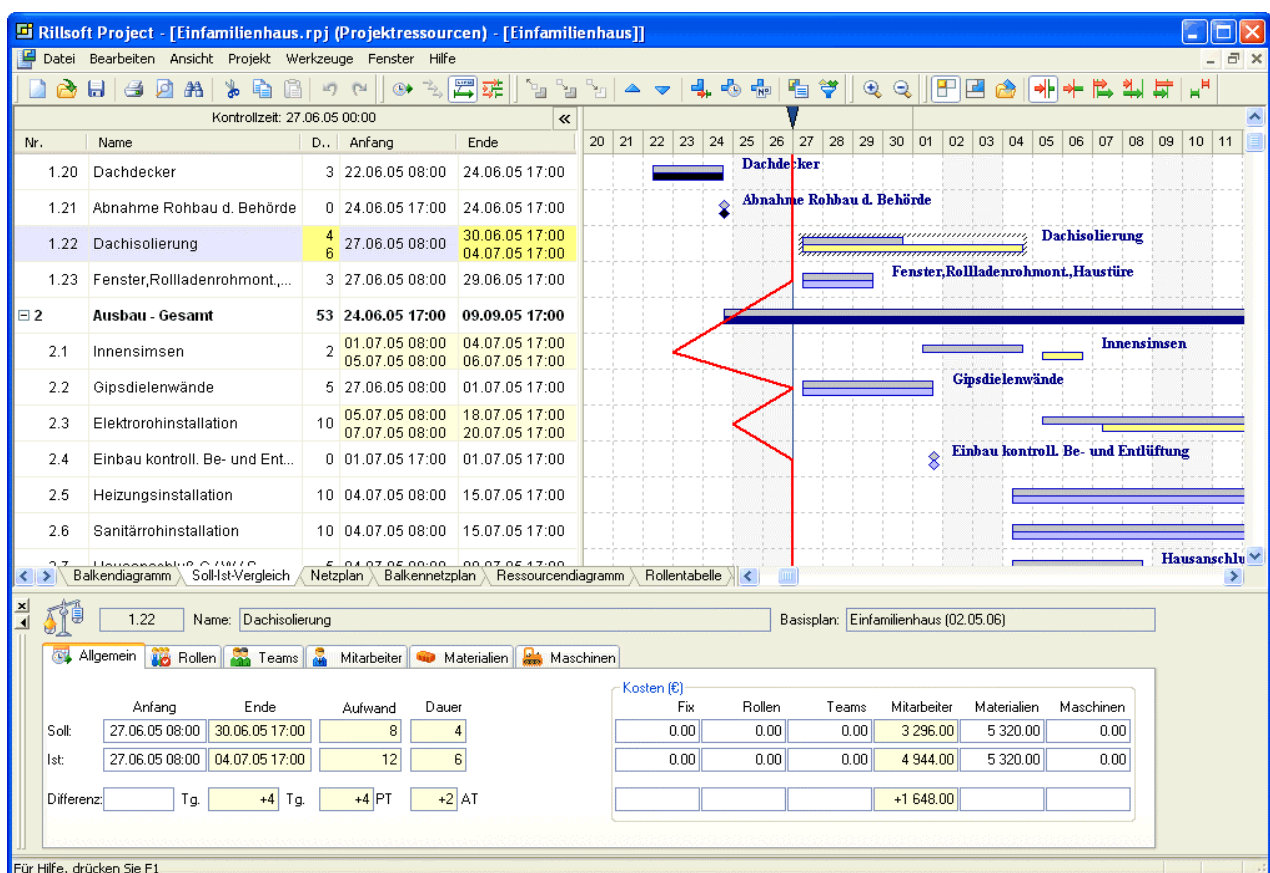 Rillsoft Project - [Einfamilienhaus.rpj (Projektressourcen) - [Einfamilienhaus]]
Datei Bearbeiten Ansicht Projekt Werkzeuge Fenster Hilfe
Kontrollzeit: 27.06.05 00:00 «
Nr. Name D.. Anfang Ende 20 21 22 23 24 25 26 27 28 29 30 01 02 03 04 05 06 07 08 09 10 11
1.20 Dachdecker 3 22.06.05 08:00 24.06.05 17:00 Dachdecker
1.21 Abnahme Rohbau d. Behörde 0 24.06.05 17:00 24.06.05 17:00 Abnahme Rohbau d. Behörde
1.22 Dachisolierung 4 6 27.06.05 08:00 30.06.05 17:00 04.07.05 17:00 Dachisolierung
1.23 Fenster,Rollladenrohmont.,... 3 27.06.05 08:00 29.06.05 17:00 Fenster,Rollladenrohmont.,Haustüre
2 Ausbau - Gesamt 53 24.06.05 17:00 09.09.05 17:00
2.1 Innensimsen 2 01.07.05 08:00 05.07.05 08:00 04.07.05 17:00 06.07.05 17:00 Innensimsen
2.2 Gipsdielenwände 5 27.06.05 08:00 01.07.05 17:00 Gipsdielenwände
2.3 Elektrorohinstallation 10 05.07.05 08:00 07.07.05 08:00 18.07.05 17:00 20.07.05 17:00
2.4 Einbau kontroll. Be- und Ent... 0 01.07.05 17:00 01.07.05 17:00 Einbau kontroll. Be- und Entlüftung
2.5 Heizungsinstallation 10 04.07.05 08:00 15.07.05 17:00
2.6 Sanitärrohinstallation 10 04.07.05 08:00 15.07.05 17:00
Hausanschlu
Balkendiagramm Soll-Ist-Vergleich Netzplan Balkennetzplan Ressourcendiagramm Rollentabelle
1.22 Name: Dachisolierung Basisplan: Einfamilienhaus (02.05.06)
Allgemein Rollen Teams Mitarbeiter Materialien Maschinen
Kosten (€)
Anfang Ende Aufwand Dauer Fix Rollen Teams Mitarbeiter Materialien Maschinen
Soll: 27.06.05 08:00 30.06.05 17:00 8 4 0.00 0.00 0.00 3 296.00 5 320.00 0.00
Ist: 27.06.05 08:00 04.07.05 17:00 12 6 0.00 0.00 0.00 4 944.00 5 320.00 0.00
Differenz: Tg. +4 Tg. +4 PT +2 AT +1 648.00
Für Hilfe, drücken Sie F1